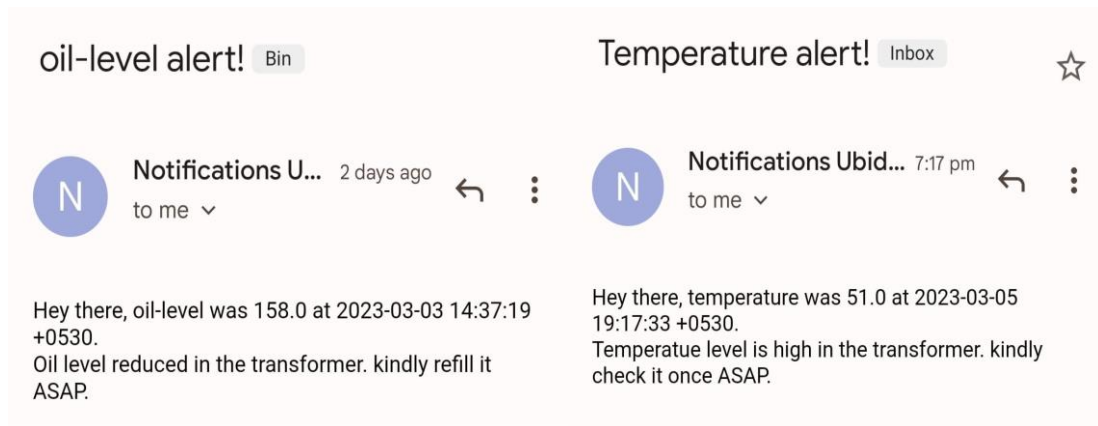 oil-level alert! Bin
N
Notifications U... 2 days ago
to me
Hey there, oil-level was 158.0 at 2023-03-03 14:37:19
+0530.
Oil level reduced in the transformer. kindly refill it
ASAP.
Temperature alert! Inbox
N
Notifications Ubid... 7:17 pm
to me
Hey there, temperature was 51.0 at 2023-03-05
19:17:33 +0530.
Temperatue level is high in the transformer. kindly
check it once ASAP.